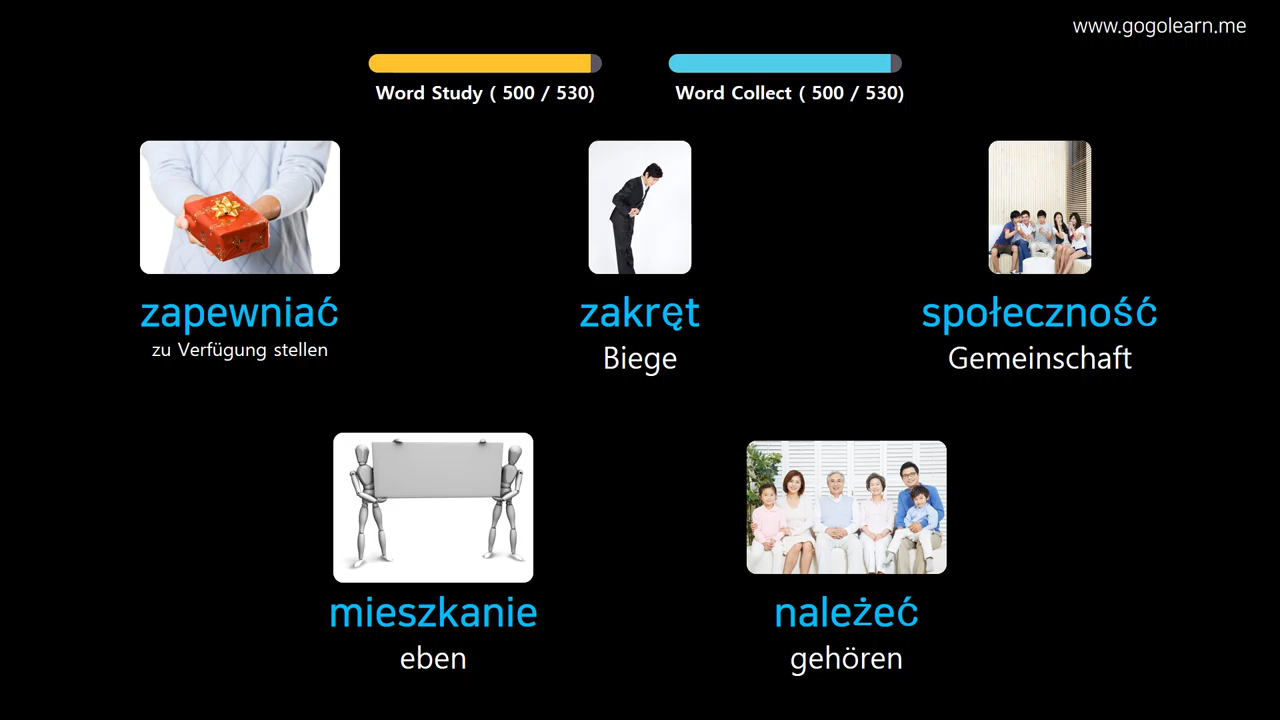 www.gogolearn.me
Word Study ( 500 / 530)
Word Collect ( 500 / 530)
zapewniać
zu Verfügung stellen
zakręt
Biege
społeczność
Gemeinschaft
mieszkanie
eben
należeć
gehören